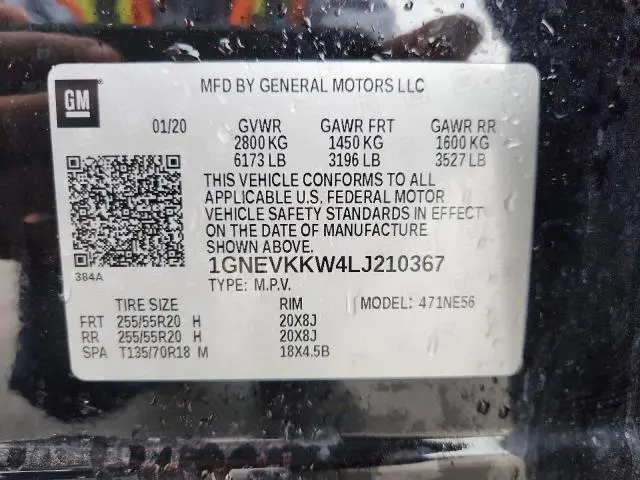 GM
MFD BY GENERAL MOTORS LLC
01/20 GVWR GAWR FRT GAWR RR
2800 KG 1450 KG 1600 KG
6173 LB 3196 LB 3527 LB
THIS VEHICLE CONFORMS TO ALL
APPLICABLE U.S. FEDERAL MOTOR
VEHICLE SAFETY STANDARDS IN EFFECT
ON THE DATE OF MANUFACTURE
SHOWN ABOVE.
1GNEVKKW4LJ210367
384A
TYPE: M.P.V.
TIRE SIZE RIM MODEL: 471NE56
FRT 255/55R20 H 20X8J
RR 255/55R20 H 20X8J
SPA T135/70R18 M 18X4.5B